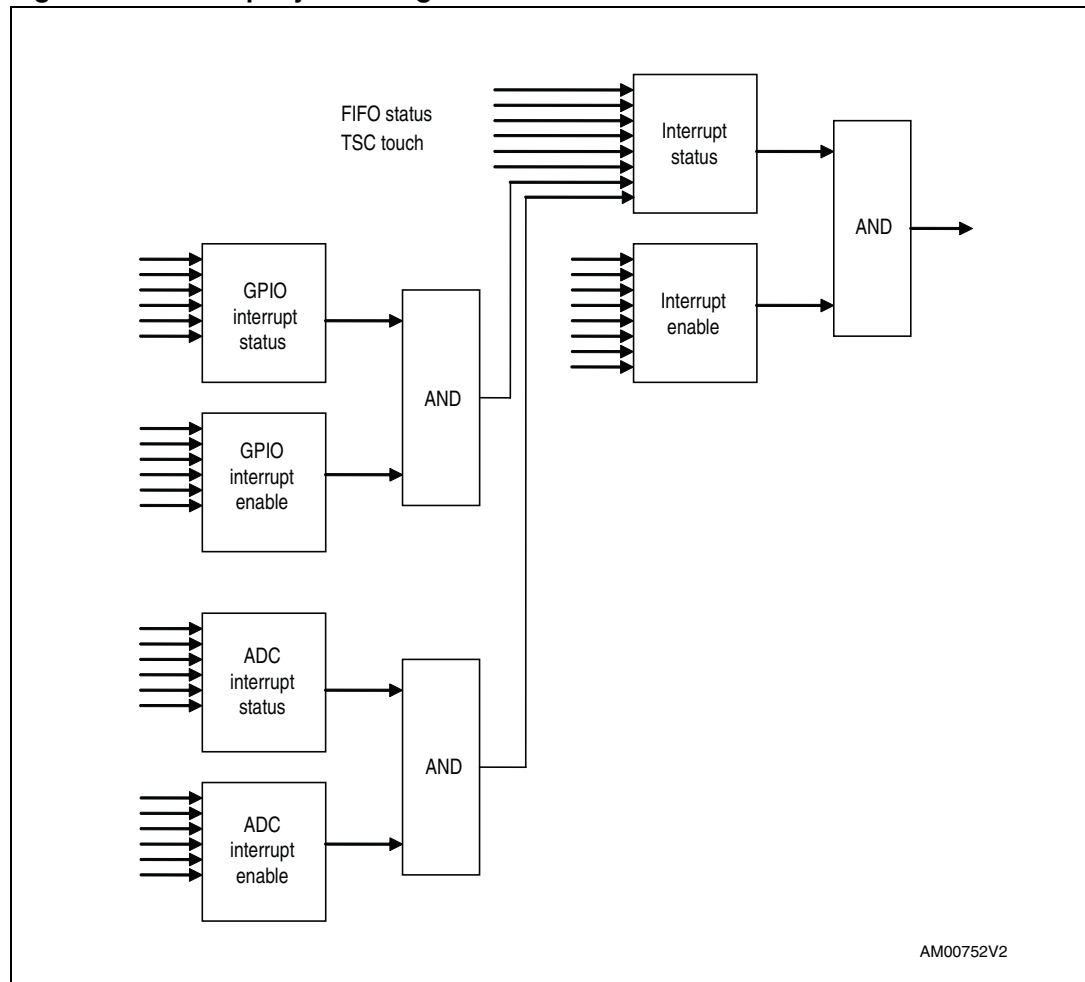 FIFO status
TSC touch
Interrupt
status
AND
GPIO
interrupt
status
Interrupt
enable
AND
GPIO
interrupt
enable
ADC
interrupt
status
AND
ADC
interrupt
enable
AM00752V2